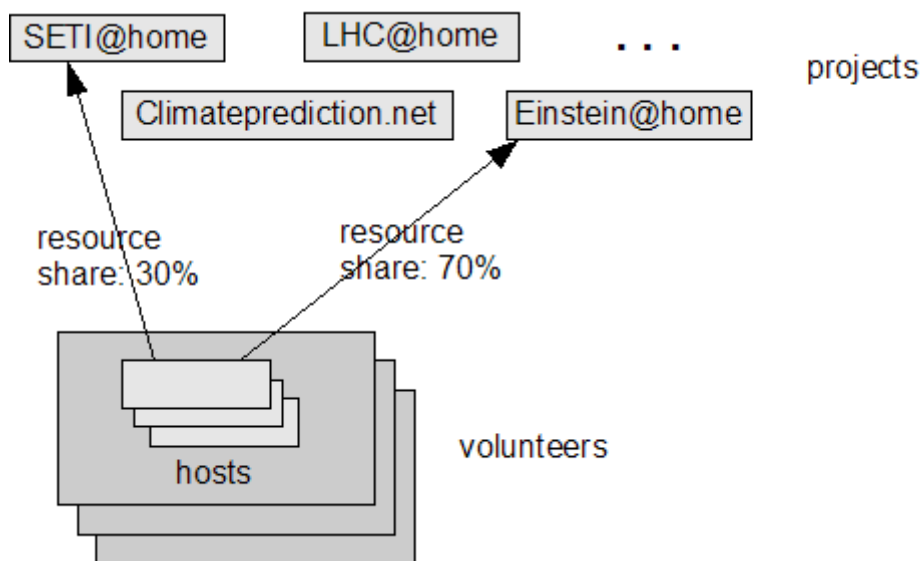 SETI@home
LHC@home
. . .
projects
Climateprediction.net
Einstein@home
resource
share: 30%
resource
share: 70%
volunteers
hosts